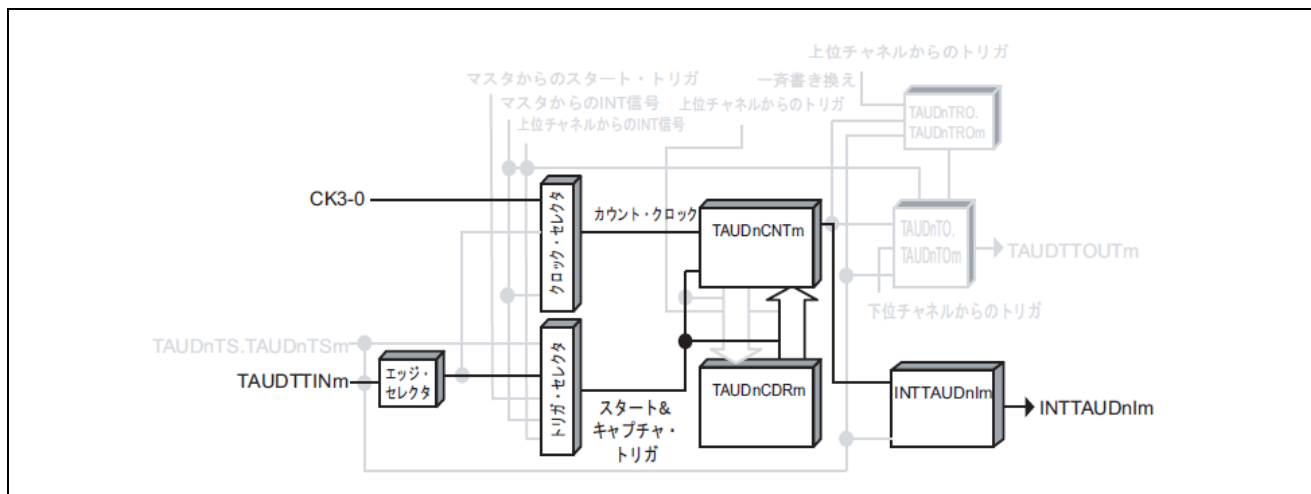 上位チャネルからのトリガ
マスタからのスタート・トリガ
一斉書き換え
マスタからのINT信号
上位チャネルからのトリガ
上位チャネルからのINT信号
TAUDnTRO.
TAUDnTROm
CK3-0
クロック・セレクタ
カウント・クロック
TAUDnCNTm
TAUDnTO.
TAUDnTOm
TAUDTTOUTm
下位チャネルからのトリガ
TAUDnTS.TAUDnTSm
TAUDTTINm
エッジ・
セレクタ
トリガ・セレクタ
スタート&
キャプチャ・
トリガ
TAUDnCDRm
INTTAUDnIm
INTTAUDnIm